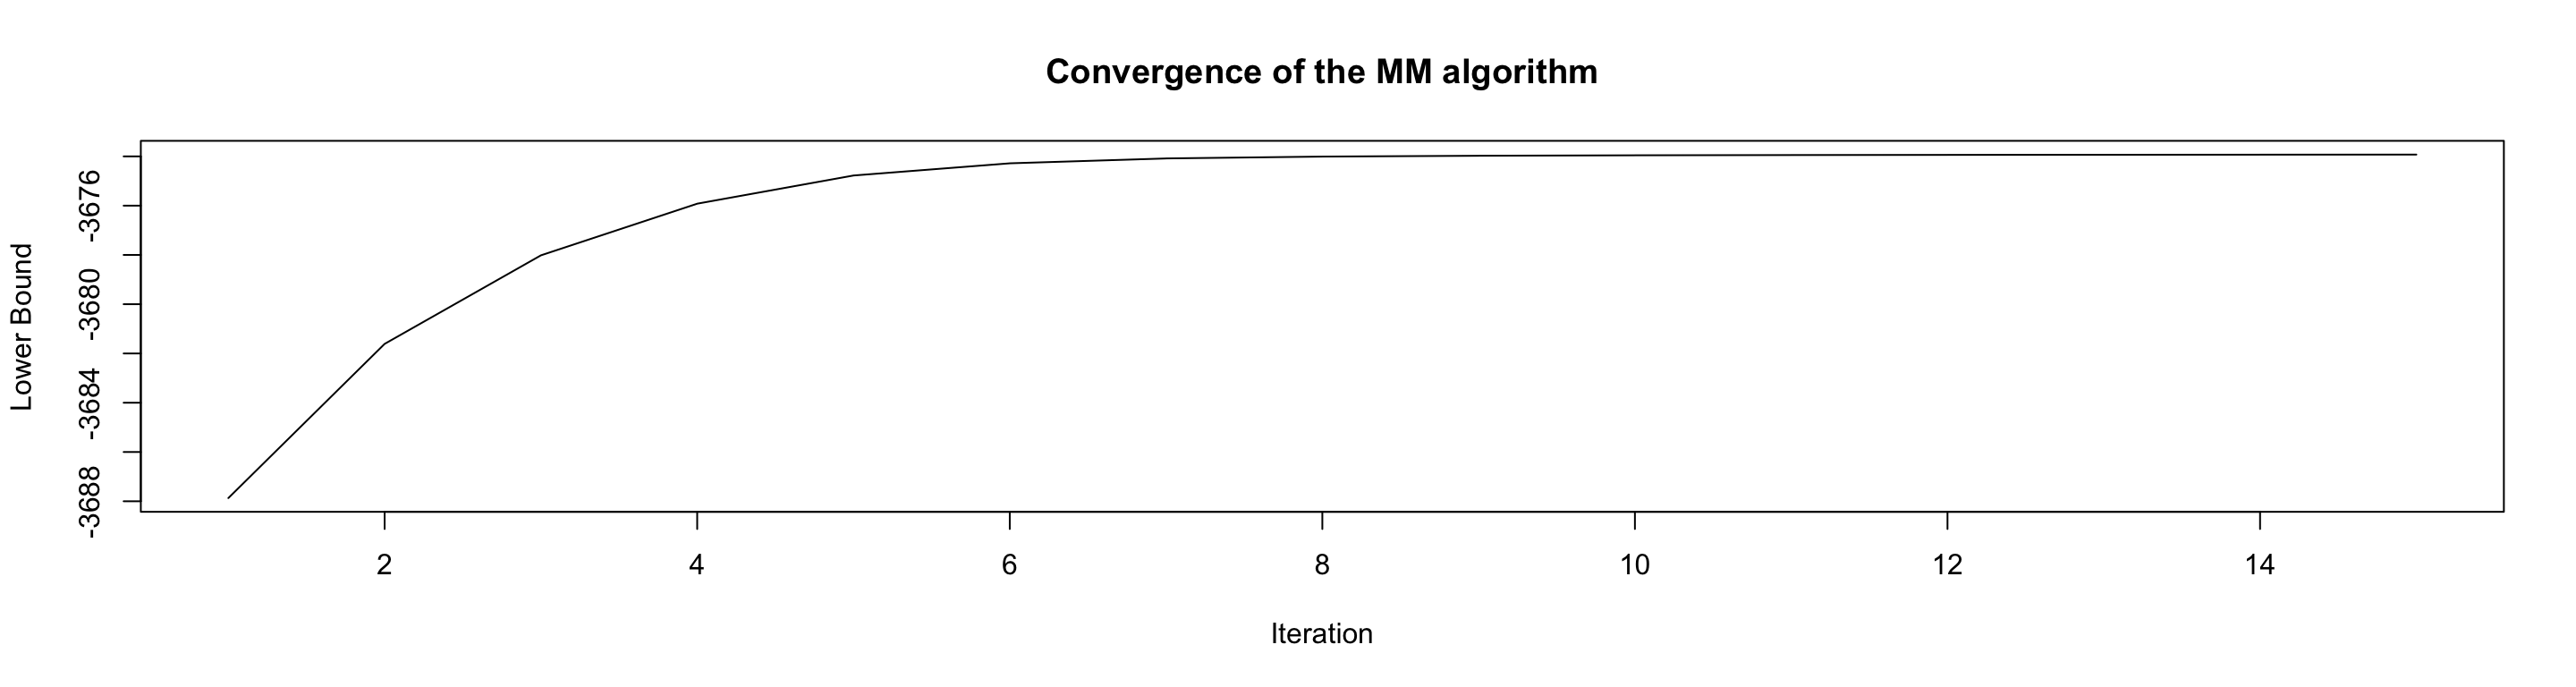 Convergence of the MM algorithm
Lower Bound
-3676
-3680
-3684
-3688
2 4 6 8 10 12 14
Iteration